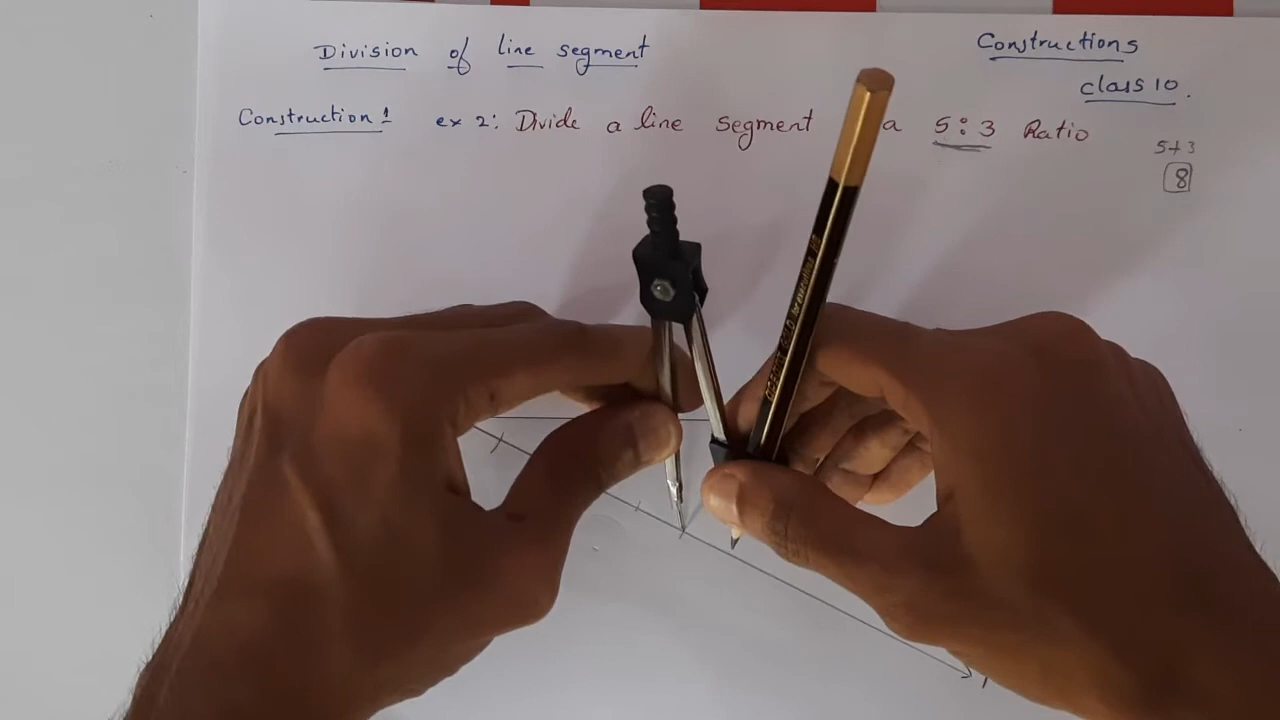 Division of line segment
Constructions
class 10.
Construction 1 ex 2: Divide a line segment a 5:3 Ratio
5+3
8